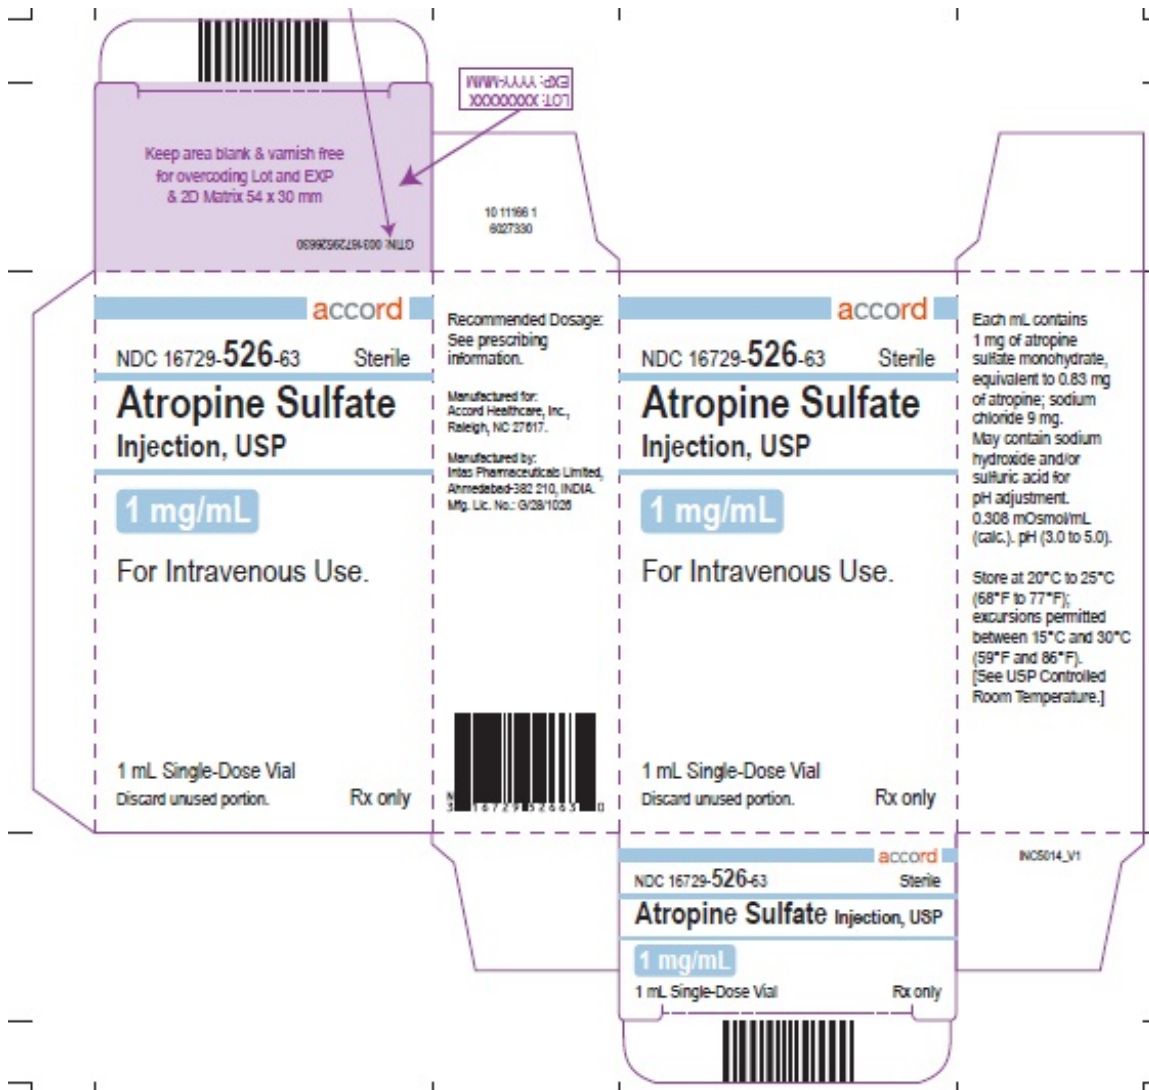 LOT: XXXXXXXX
EXP: YYYY-MMM
Keep area blank & varnish free
for overcoding Lot and EXP
& 2D Matrix 54 x 30 mm
GTIN: 00316729526630
10 11166 1
6027330
accord
NDC 16729-526-63 Sterile
Atropine Sulfate
Injection, USP
1 mg/mL
For Intravenous Use.
1 mL Single-Dose Vial
Discard unused portion. Rx only
Recommended Dosage:
See prescribing
information.
Manufactured for:
Accord Healthcare, Inc.,
Raleigh, NC 27617.
Manufactured by:
Intas Pharmaceuticals Limited,
Ahmedabad-382 210, INDIA.
Mfg. Lic. No.: G/28/1026
N
3 16729 52663 0
accord
NDC 16729-526-63 Sterile
Atropine Sulfate
Injection, USP
1 mg/mL
For Intravenous Use.
1 mL Single-Dose Vial
Discard unused portion. Rx only
Each mL contains
1 mg of atropine
sulfate monohydrate,
equivalent to 0.83 mg
of atropine; sodium
chloride 9 mg.
May contain sodium
hydroxide and/or
sulfuric acid for
pH adjustment.
0.308 mOsmol/mL
(calc.). pH (3.0 to 5.0).
Store at 20°C to 25°C
(68°F to 77°F);
excursions permitted
between 15°C and 30°C
(59°F and 86°F).
[See USP Controlled
Room Temperature.]
accord
NDC 16729-526-63 Sterile
Atropine Sulfate Injection, USP
1 mg/mL
1 mL Single-Dose Vial Rx only
INC5014_V1